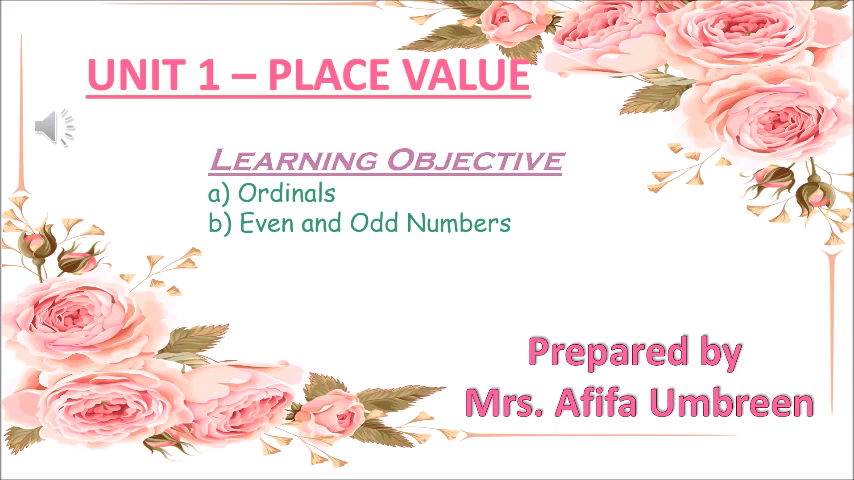 UNIT 1 – PLACE VALUE
LEARNING OBJECTIVE
a) Ordinals
b) Even and Odd Numbers
Prepared by
Mrs. Afifa Umbreen